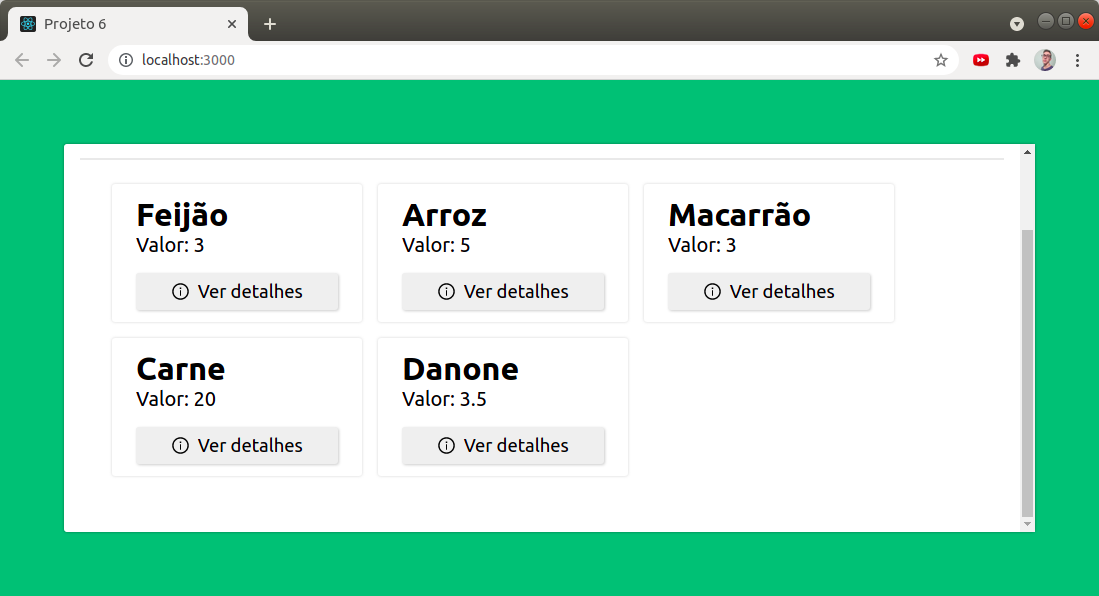 Projeto 6
localhost:3000
Feijão
Valor: 3
Ver detalhes
Arroz
Valor: 5
Ver detalhes
Macarrão
Valor: 3
Ver detalhes
Carne
Valor: 20
Ver detalhes
Danone
Valor: 3.5
Ver detalhes